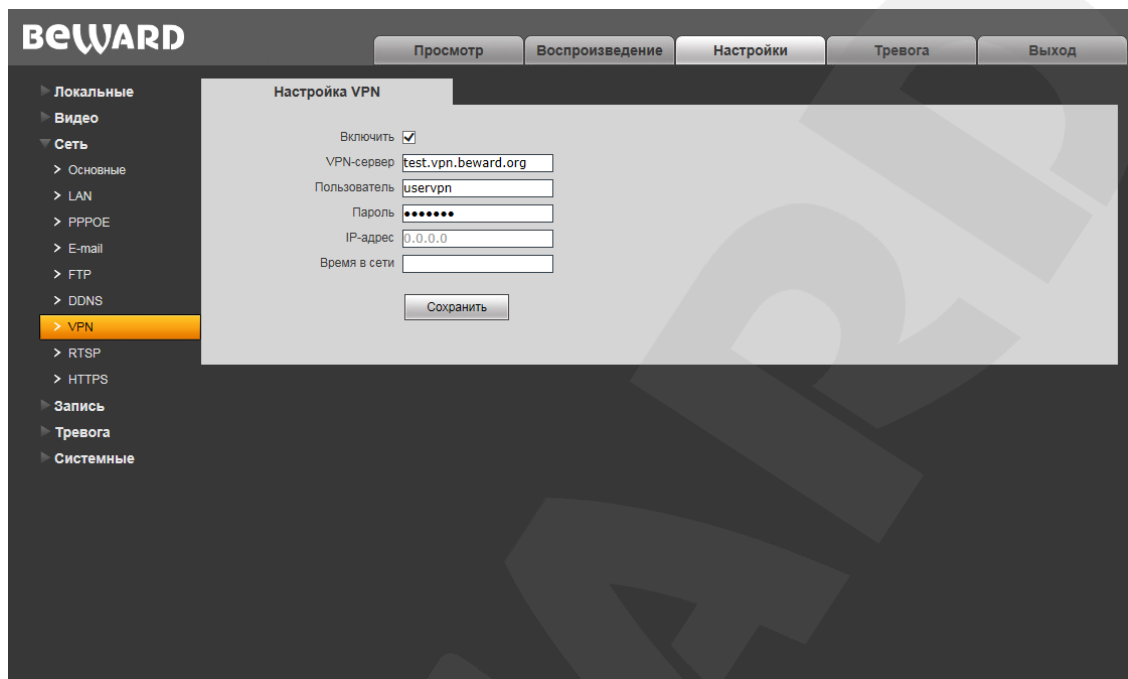 BEWARD
Просмотр Воспроизведение Настройки Тревога Выход
Локальные
Видео
Сеть
> Основные
> LAN
> PPPOE
> E-mail
> FTP
> DDNS
> VPN
> RTSP
> HTTPS
Запись
Тревога
Системные
Настройка VPN
Включить
VPN-сервер test.vpn.beward.org
Пользователь uservpn
Пароль •••••••
IP-адрес 0.0.0.0
Время в сети
Сохранить